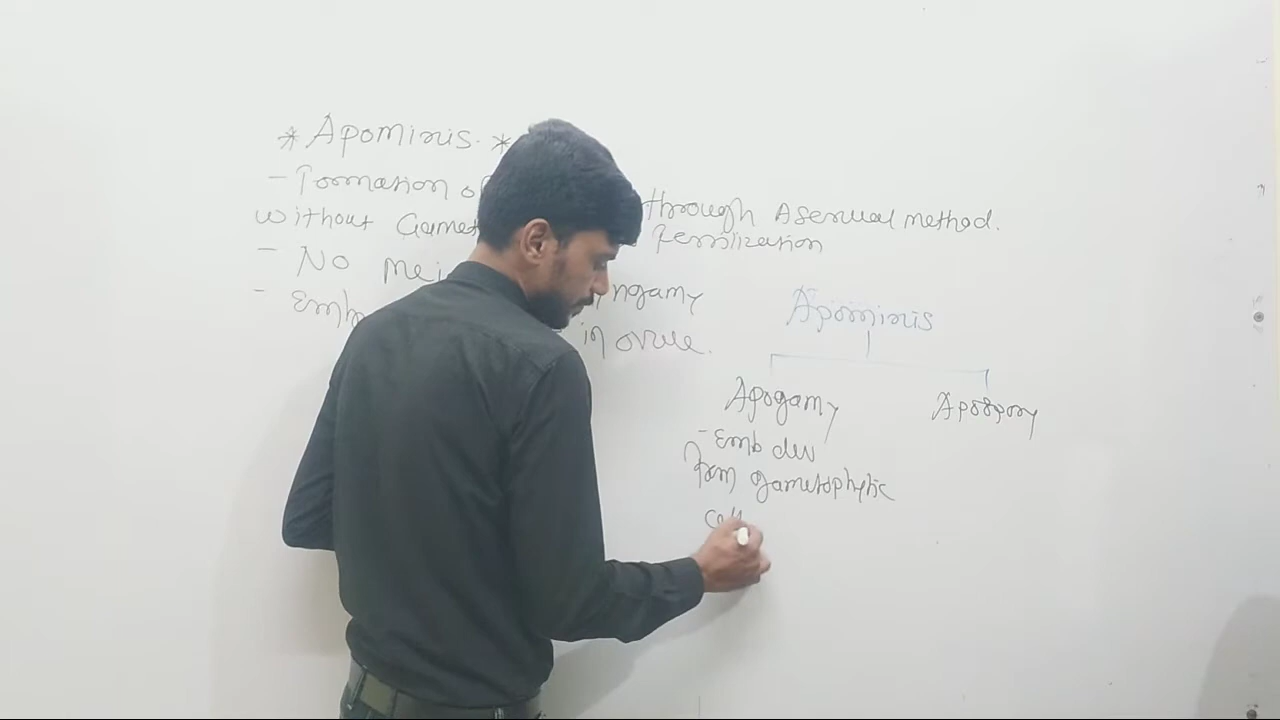 * Apomixis. *
- Formation of through Asexual method.
without Gamet Fertilization
- No Mei yngamy
- Emb in ovule.
Apomixis
Apogamy Apospory
- Emb dev
from gametophytic
cell